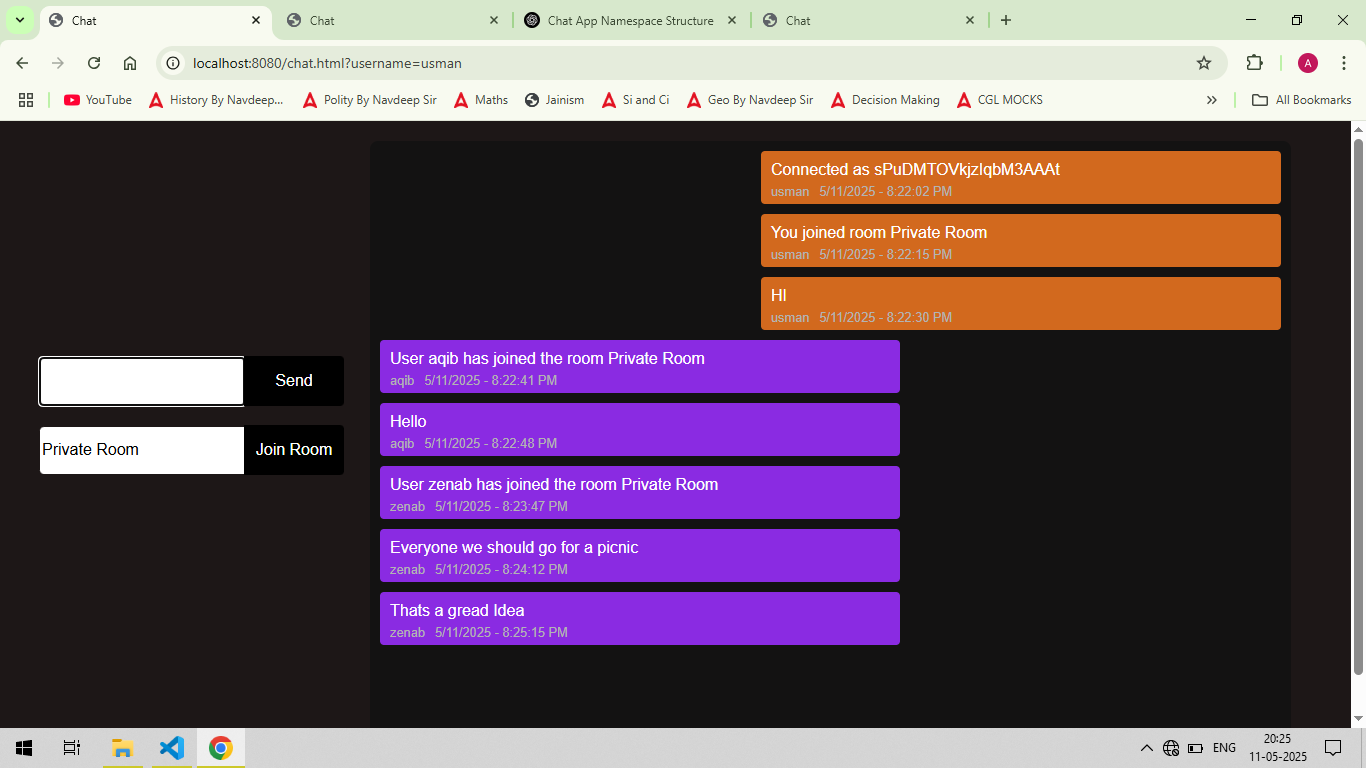 Chat
Chat
Chat App Namespace Structure
Chat
localhost:8080/chat.html?username=usman
A
YouTube
History By Navdeep...
Polity By Navdeep Sir
Maths
Jainism
Si and Ci
Geo By Navdeep Sir
Decision Making
CGL MOCKS
All Bookmarks
Connected as sPuDMTOVkjzIqbM3AAAt
usman 5/11/2025 - 8:22:02 PM
You joined room Private Room
usman 5/11/2025 - 8:22:15 PM
HI
usman 5/11/2025 - 8:22:30 PM
User aqib has joined the room Private Room
aqib 5/11/2025 - 8:22:41 PM
Hello
aqib 5/11/2025 - 8:22:48 PM
User zenab has joined the room Private Room
zenab 5/11/2025 - 8:23:47 PM
Everyone we should go for a picnic
zenab 5/11/2025 - 8:24:12 PM
Thats a gread Idea
zenab 5/11/2025 - 8:25:15 PM
Send
Private Room
Join Room
ENG
20:25
11-05-2025